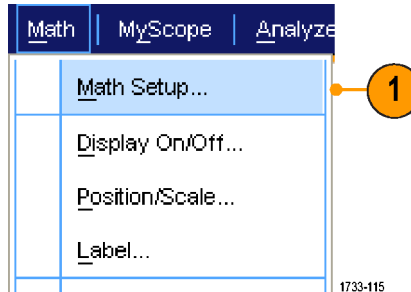 Math MyScope Analyze
Math Setup...
1
Display On/Off...
Position/Scale...
Label...
1733-115